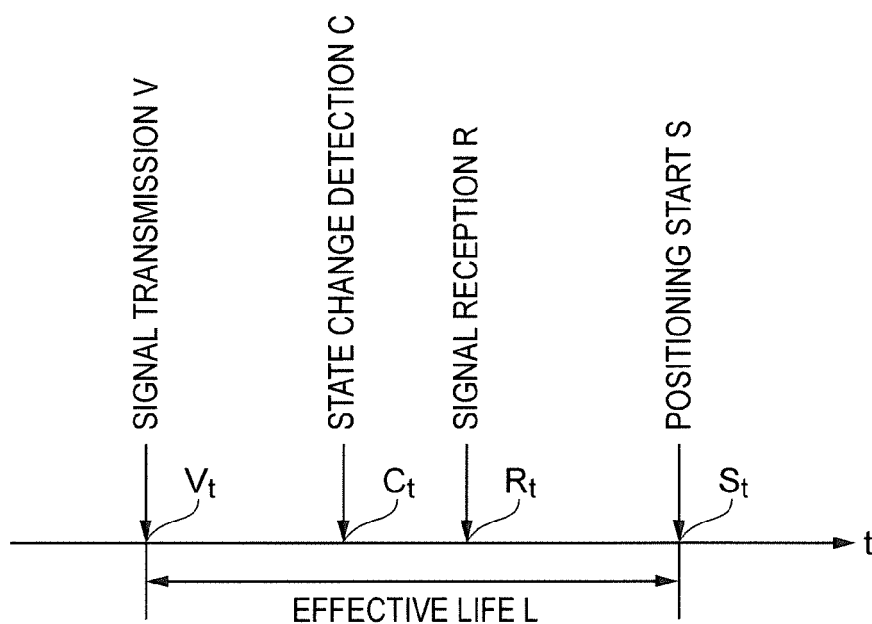 SIGNAL TRANSMISSION V
STATE CHANGE DETECTION C
SIGNAL RECEPTION R
POSITIONING START S
Vt
Ct
Rt
St
t
EFFECTIVE LIFE L